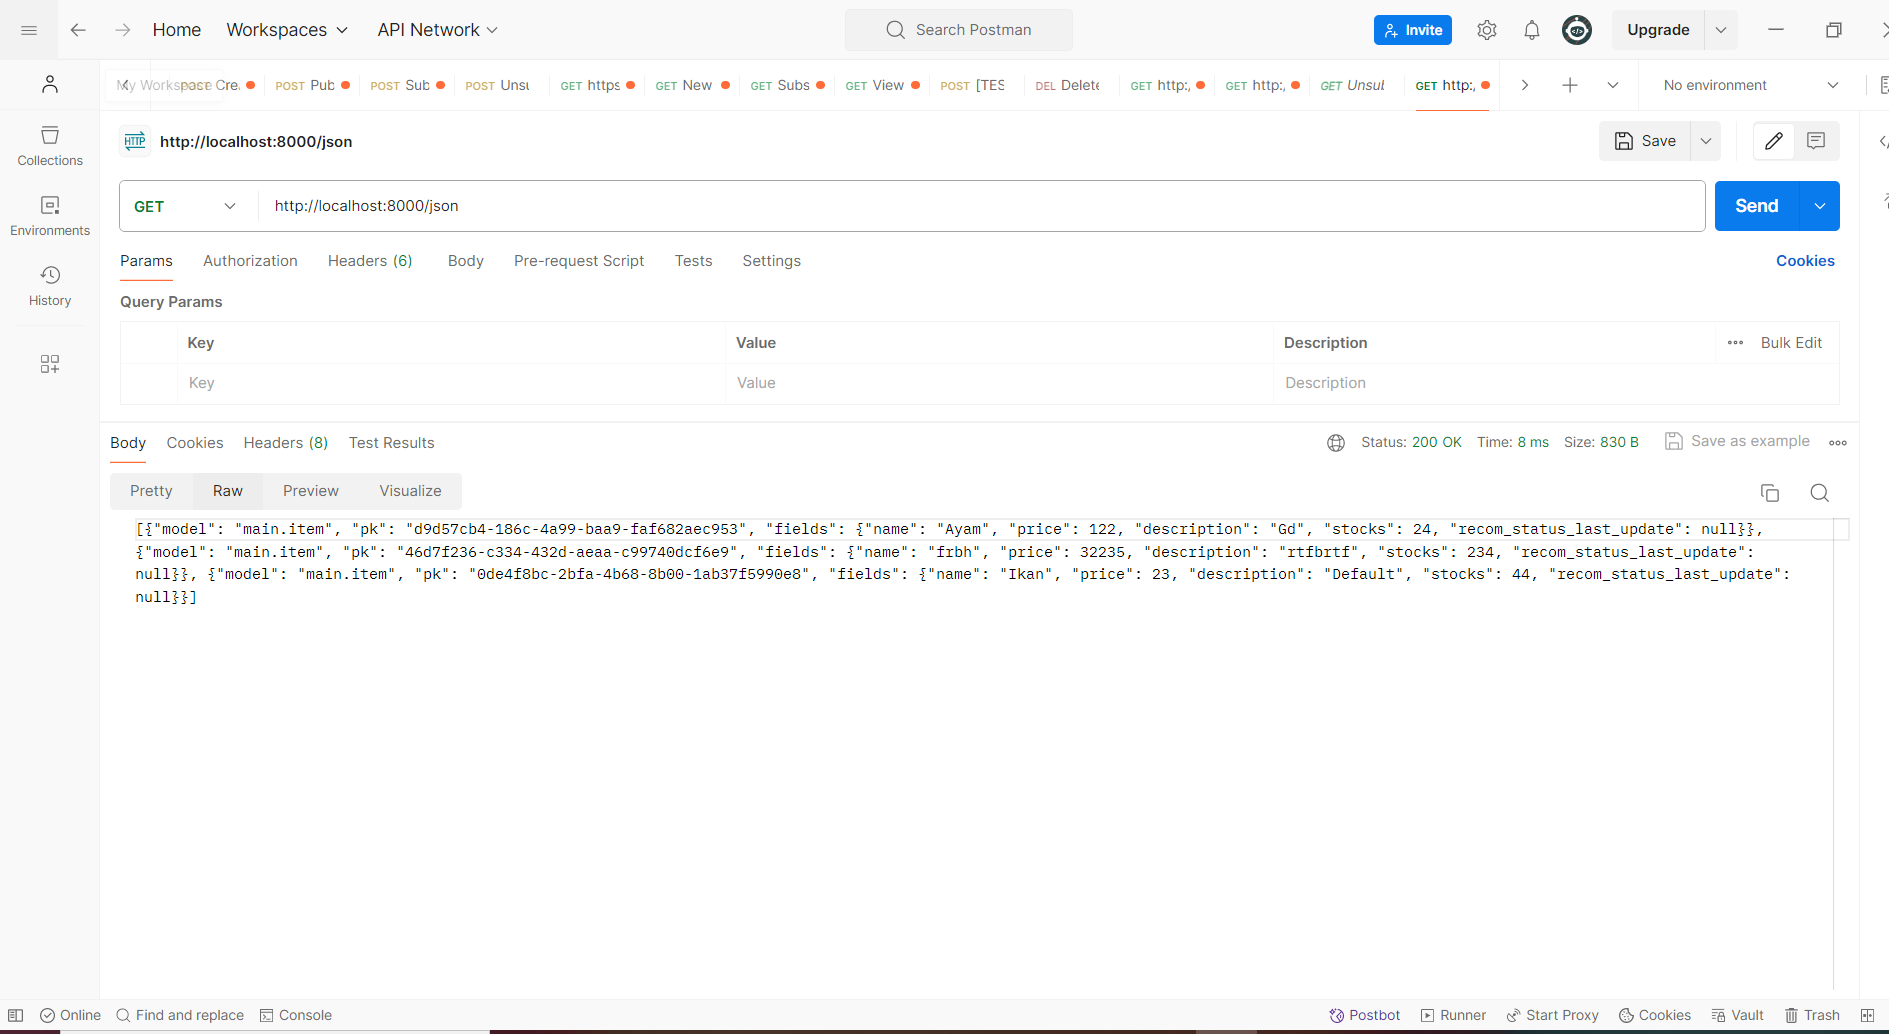 Home Workspaces API Network Search Postman Invite Upgrade
My Workspace POST Cre POST Pub POST Sub POST Unsu GET https GET New GET Subs GET View POST [TES DEL Delete GET http:, GET http:, GET Unsul GET http:, No environment
HTTP http://localhost:8000/json Save
Collections
GET http://localhost:8000/json Send
Environments
Params Authorization Headers (6) Body Pre-request Script Tests Settings Cookies
History
Query Params
Key Value Description Bulk Edit
Key Value Description
Body Cookies Headers (8) Test Results Status: 200 OK Time: 8 ms Size: 830 B Save as example
Pretty Raw Preview Visualize
[{"model": "main.item", "pk": "d9d57cb4-186c-4a99-baa9-faf682aec953", "fields": {"name": "Ayam", "price": 122, "description": "Gd", "stocks": 24, "recom_status_last_update": null}},
{"model": "main.item", "pk": "46d7f236-c334-432d-aeaa-c99740dcf6e9", "fields": {"name": "frbh", "price": 32235, "description": "rtfbrtf", "stocks": 234, "recom_status_last_update":
null}}, {"model": "main.item", "pk": "0de4f8bc-2bfa-4b68-8b00-1ab37f5990e8", "fields": {"name": "Ikan", "price": 23, "description": "Default", "stocks": 44, "recom_status_last_update":
null}}]
Online Find and replace Console Postbot Runner Start Proxy Cookies Vault Trash